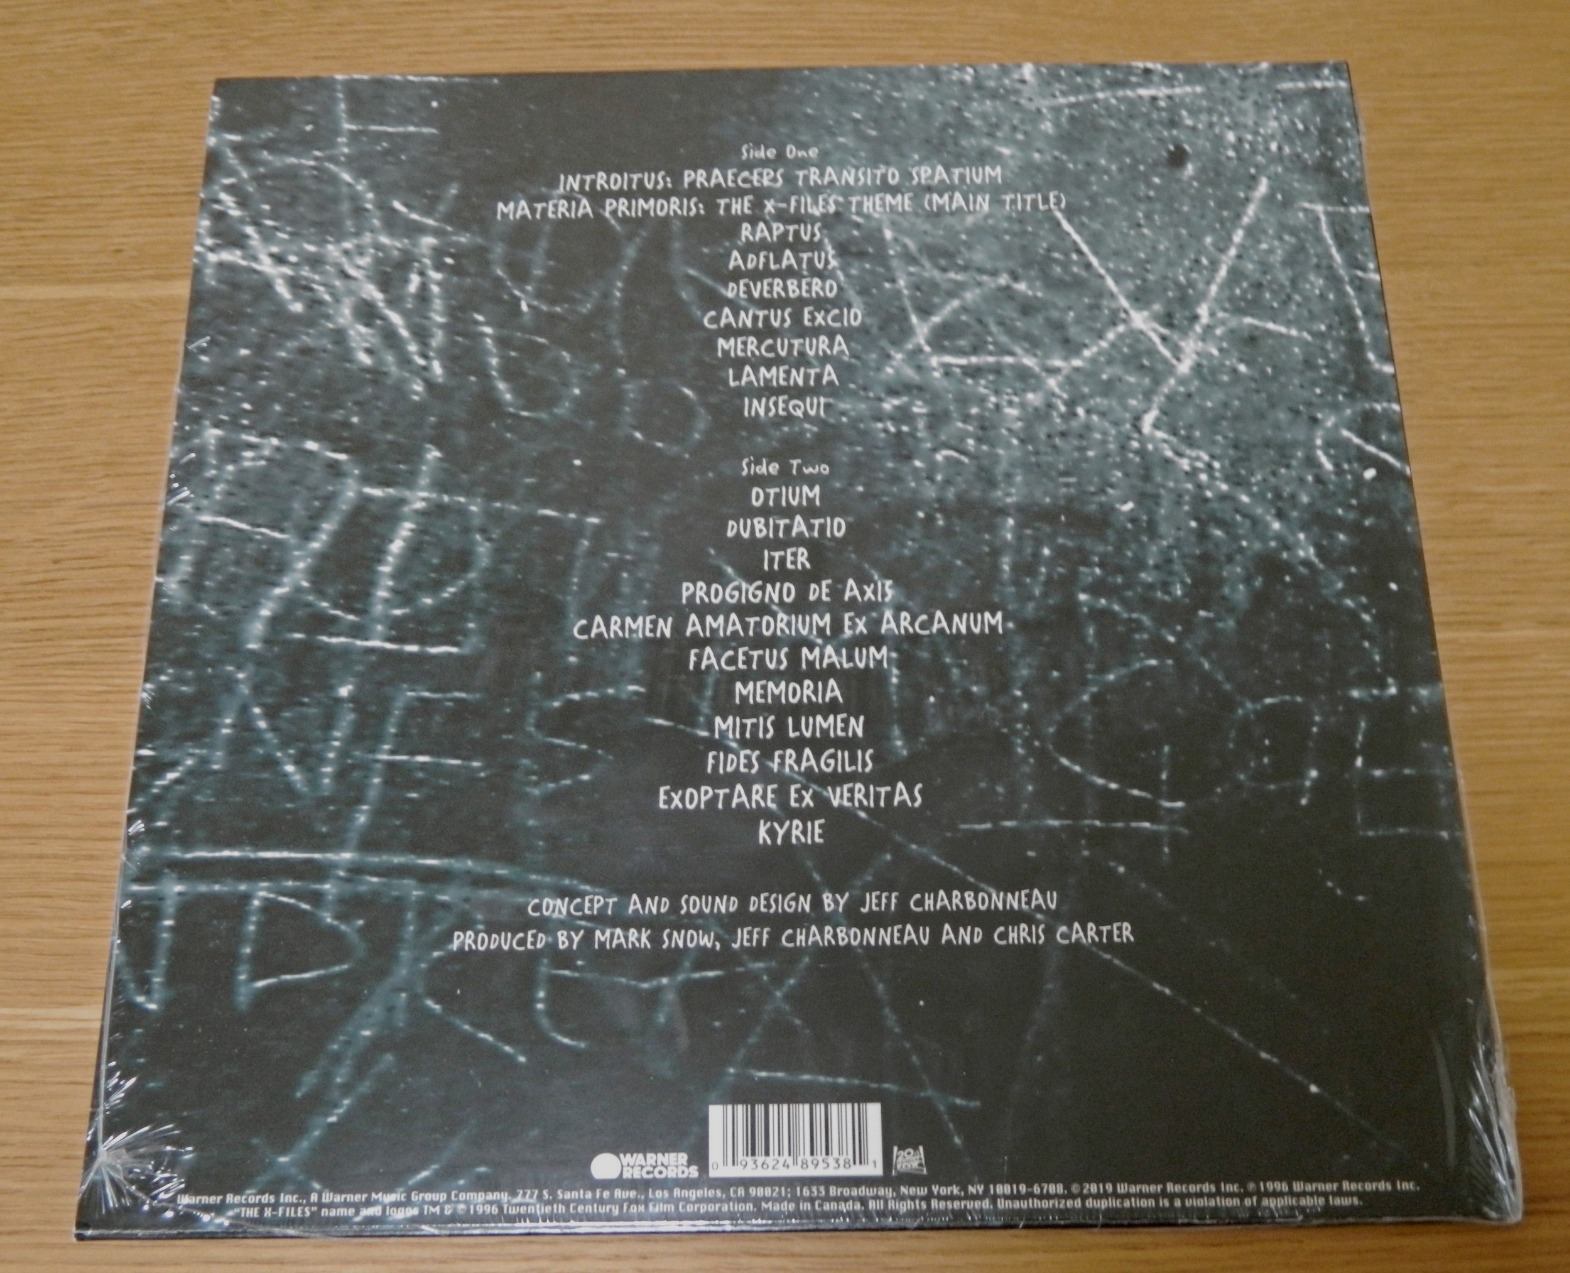 Side One
INTROITUS: PRAECEPS TRANSITO SPATIUM
MATERIA PRIMORIS: THE X-FILES THEME (MAIN TITLE)
RAPTUS
ADFLATUS
DEVERBERO
CANTUS EXCIO
MERCUTURA
LAMENTA
INSEQUI
Side Two
OTIUM
DUBITATIO
ITER
PROGIGNO DE AXIS
CARMEN AMATORIUM EX ARCANUM
FACETUS MALUM
MEMORIA
MITIS LUMEN
FIDES FRAGILIS
EXOPTARE EX VERITAS
KYRIE
CONCEPT AND SOUND DESIGN BY JEFF CHARBONNEAU
PRODUCED BY MARK SNOW, JEFF CHARBONNEAU AND CHRIS CARTER
WARNER
RECORDS
0 93624 89538 1
Warner Records Inc., A Warner Music Group Company, 777 S. Santa Fe Ave., Los Angeles, CA 90021; 1633 Broadway, New York, NY 10019-6708. © 2019 Warner Records Inc. ℗ 1996 Warner Records Inc.
"THE X-FILES" name and logos TM & © 1996 Twentieth Century Fox Film Corporation. Made in Canada. All Rights Reserved. Unauthorized duplication is a violation of applicable laws.